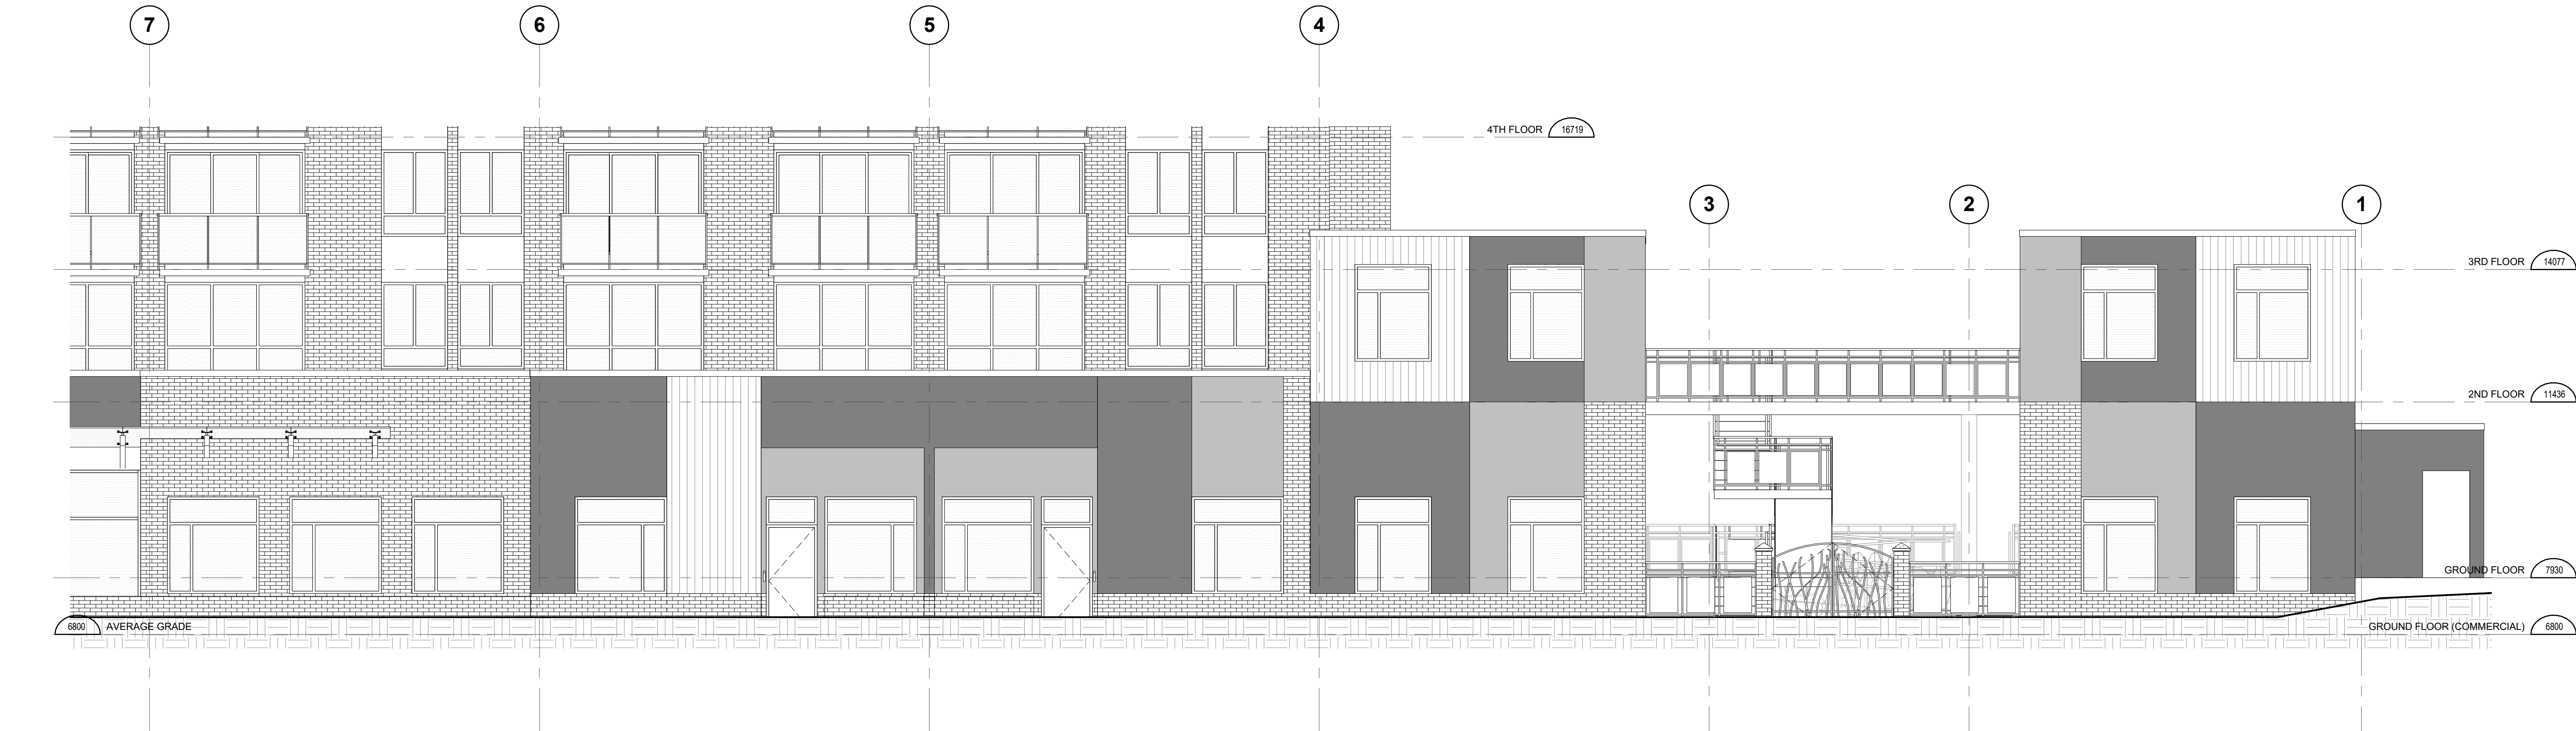 7
6
5
4
4TH FLOOR 16719
3
2
1
3RD FLOOR 14077
2ND FLOOR 11436
GROUND FLOOR 7930
6800 AVERAGE GRADE
GROUND FLOOR (COMMERCIAL) 6800